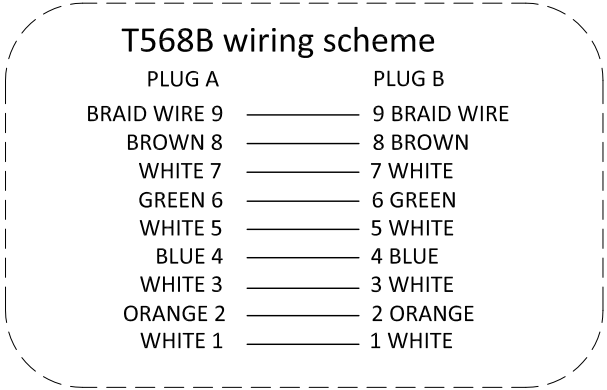 T568B wiring scheme
PLUG A PLUG B
BRAID WIRE 9 9 BRAID WIRE
BROWN 8 8 BROWN
WHITE 7 7 WHITE
GREEN 6 6 GREEN
WHITE 5 5 WHITE
BLUE 4 4 BLUE
WHITE 3 3 WHITE
ORANGE 2 2 ORANGE
WHITE 1 1 WHITE